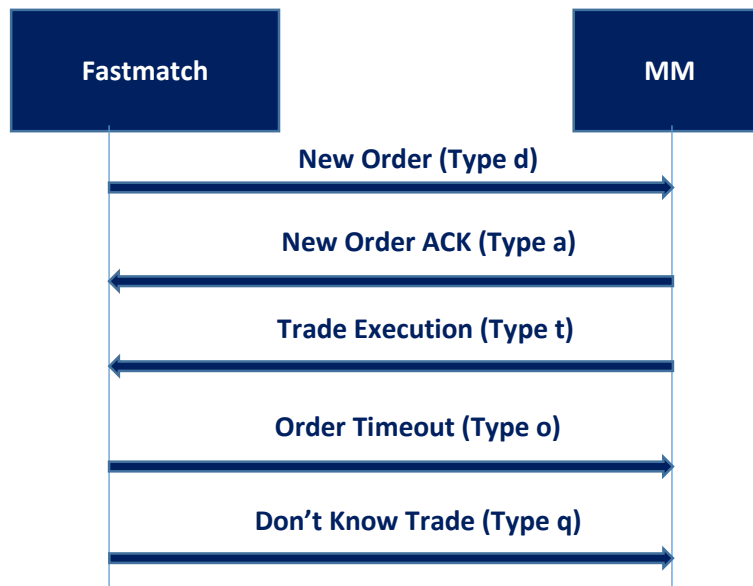 Fastmatch
MM
New Order (Type d)
New Order ACK (Type a)
Trade Execution (Type t)
Order Timeout (Type o)
Don’t Know Trade (Type q)